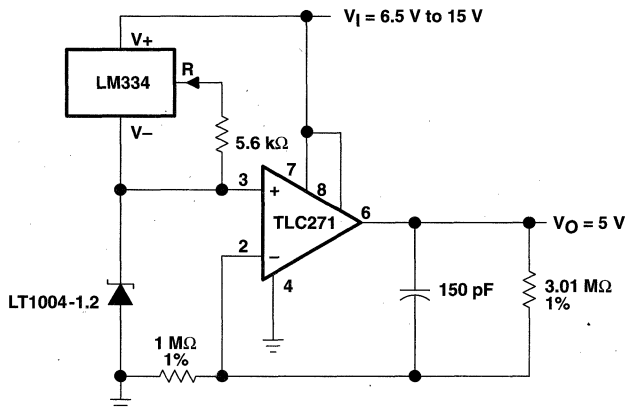 V_I = 6.5 V to 15 V
V+
LM334
R
V−
5.6 kΩ
7
8
3
+
TLC271
6
V_O = 5 V
2
−
4
LT1004-1.2
150 pF
3.01 MΩ
1%
1 MΩ
1%